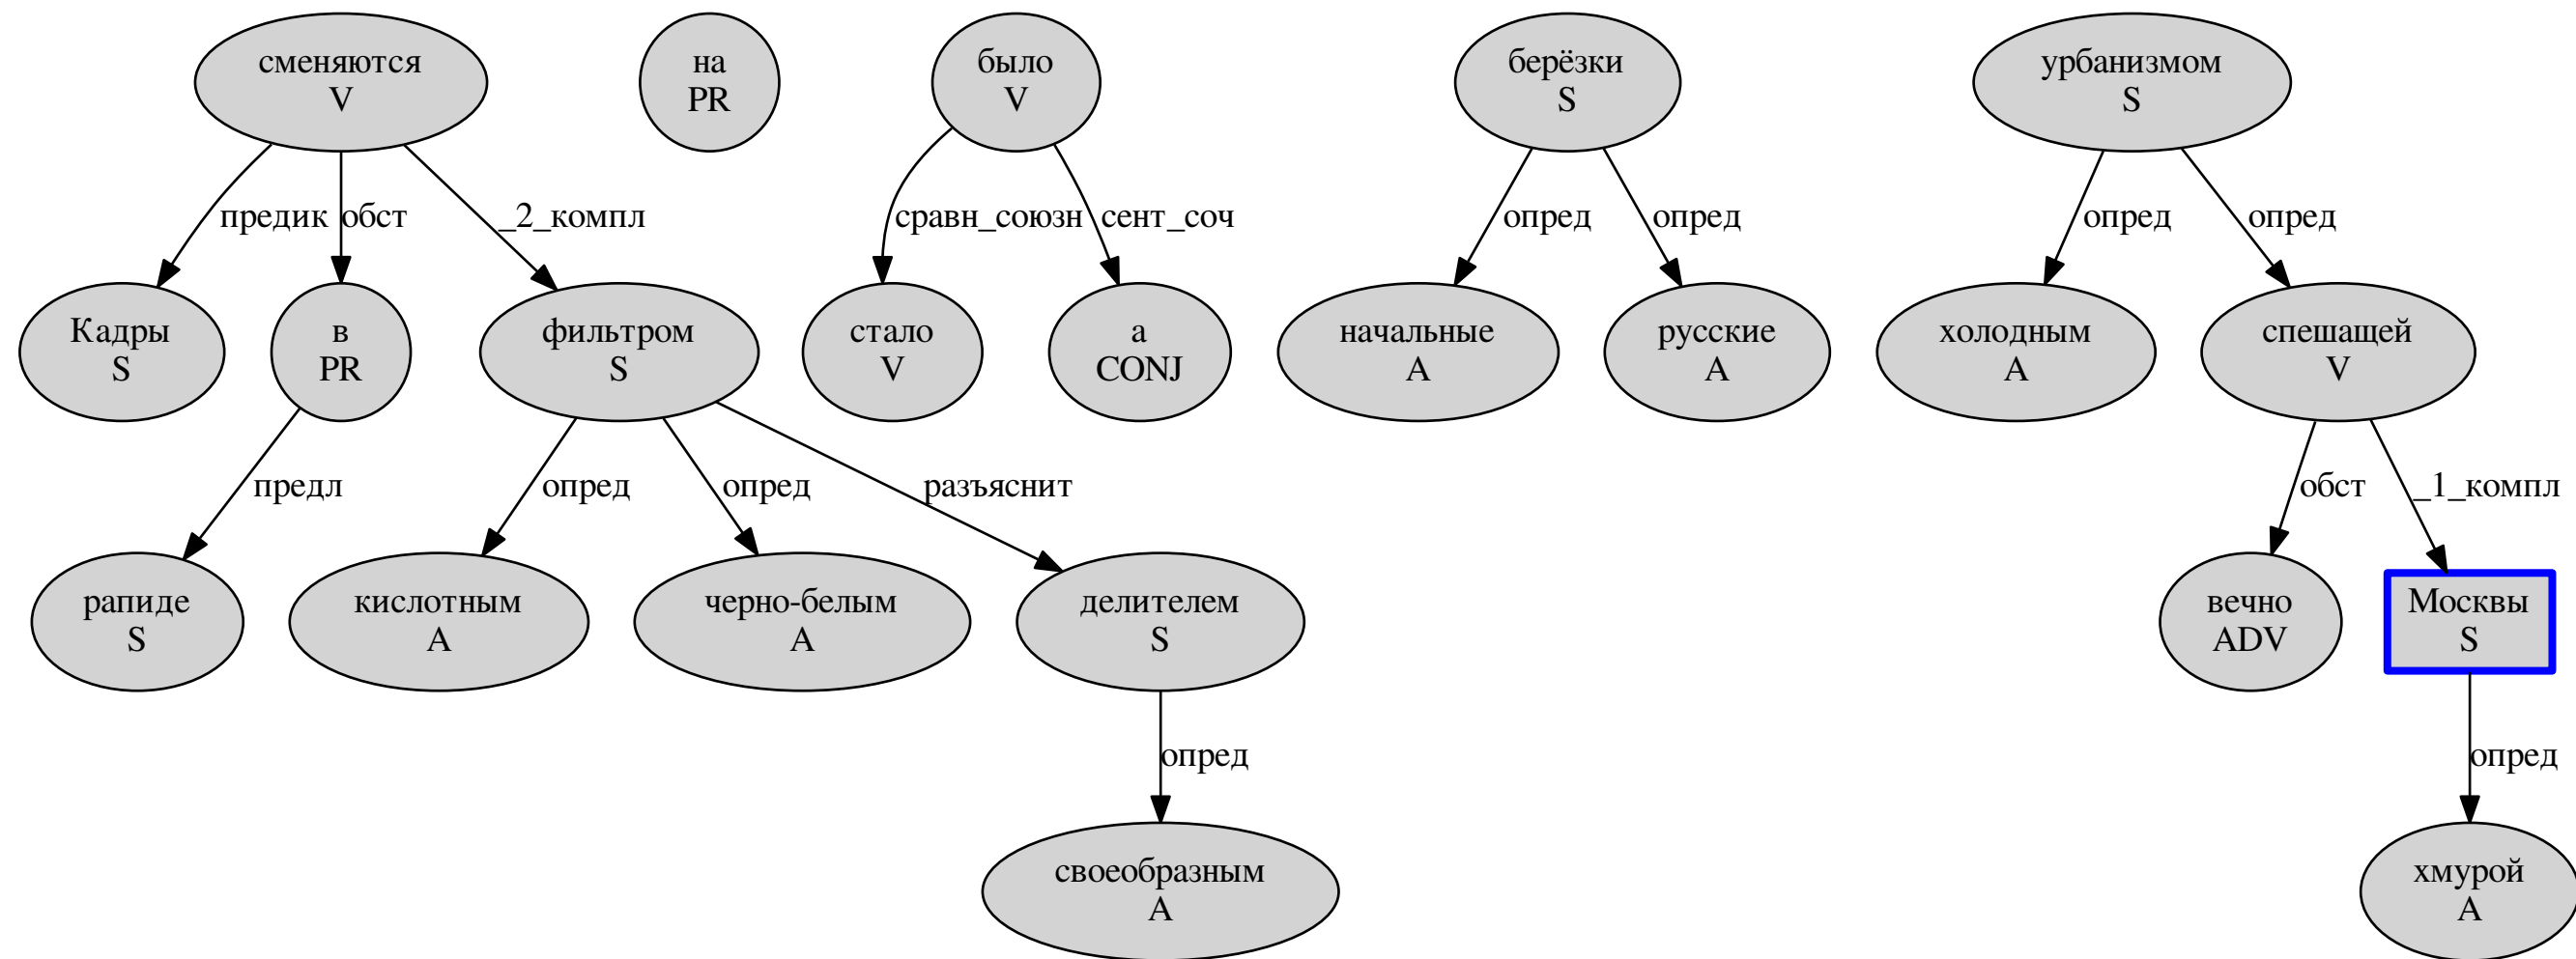 сменяются
V
на
PR
было
V
берёзки
S
урбанизмом
S
предик
обст
_2_компл
сравн_союзн
сент_соч
опред
опред
опред
опред
Кадры
S
в
PR
фильтром
S
стало
V
а
CONJ
начальные
A
русские
A
холодным
A
спешащей
V
предл
опред
опред
разъяснит
обст
_1_компл
рапиде
S
кислотным
A
черно-белым
A
делителем
S
вечно
ADV
Москвы
S
опред
опред
своеобразным
A
хмурой
A